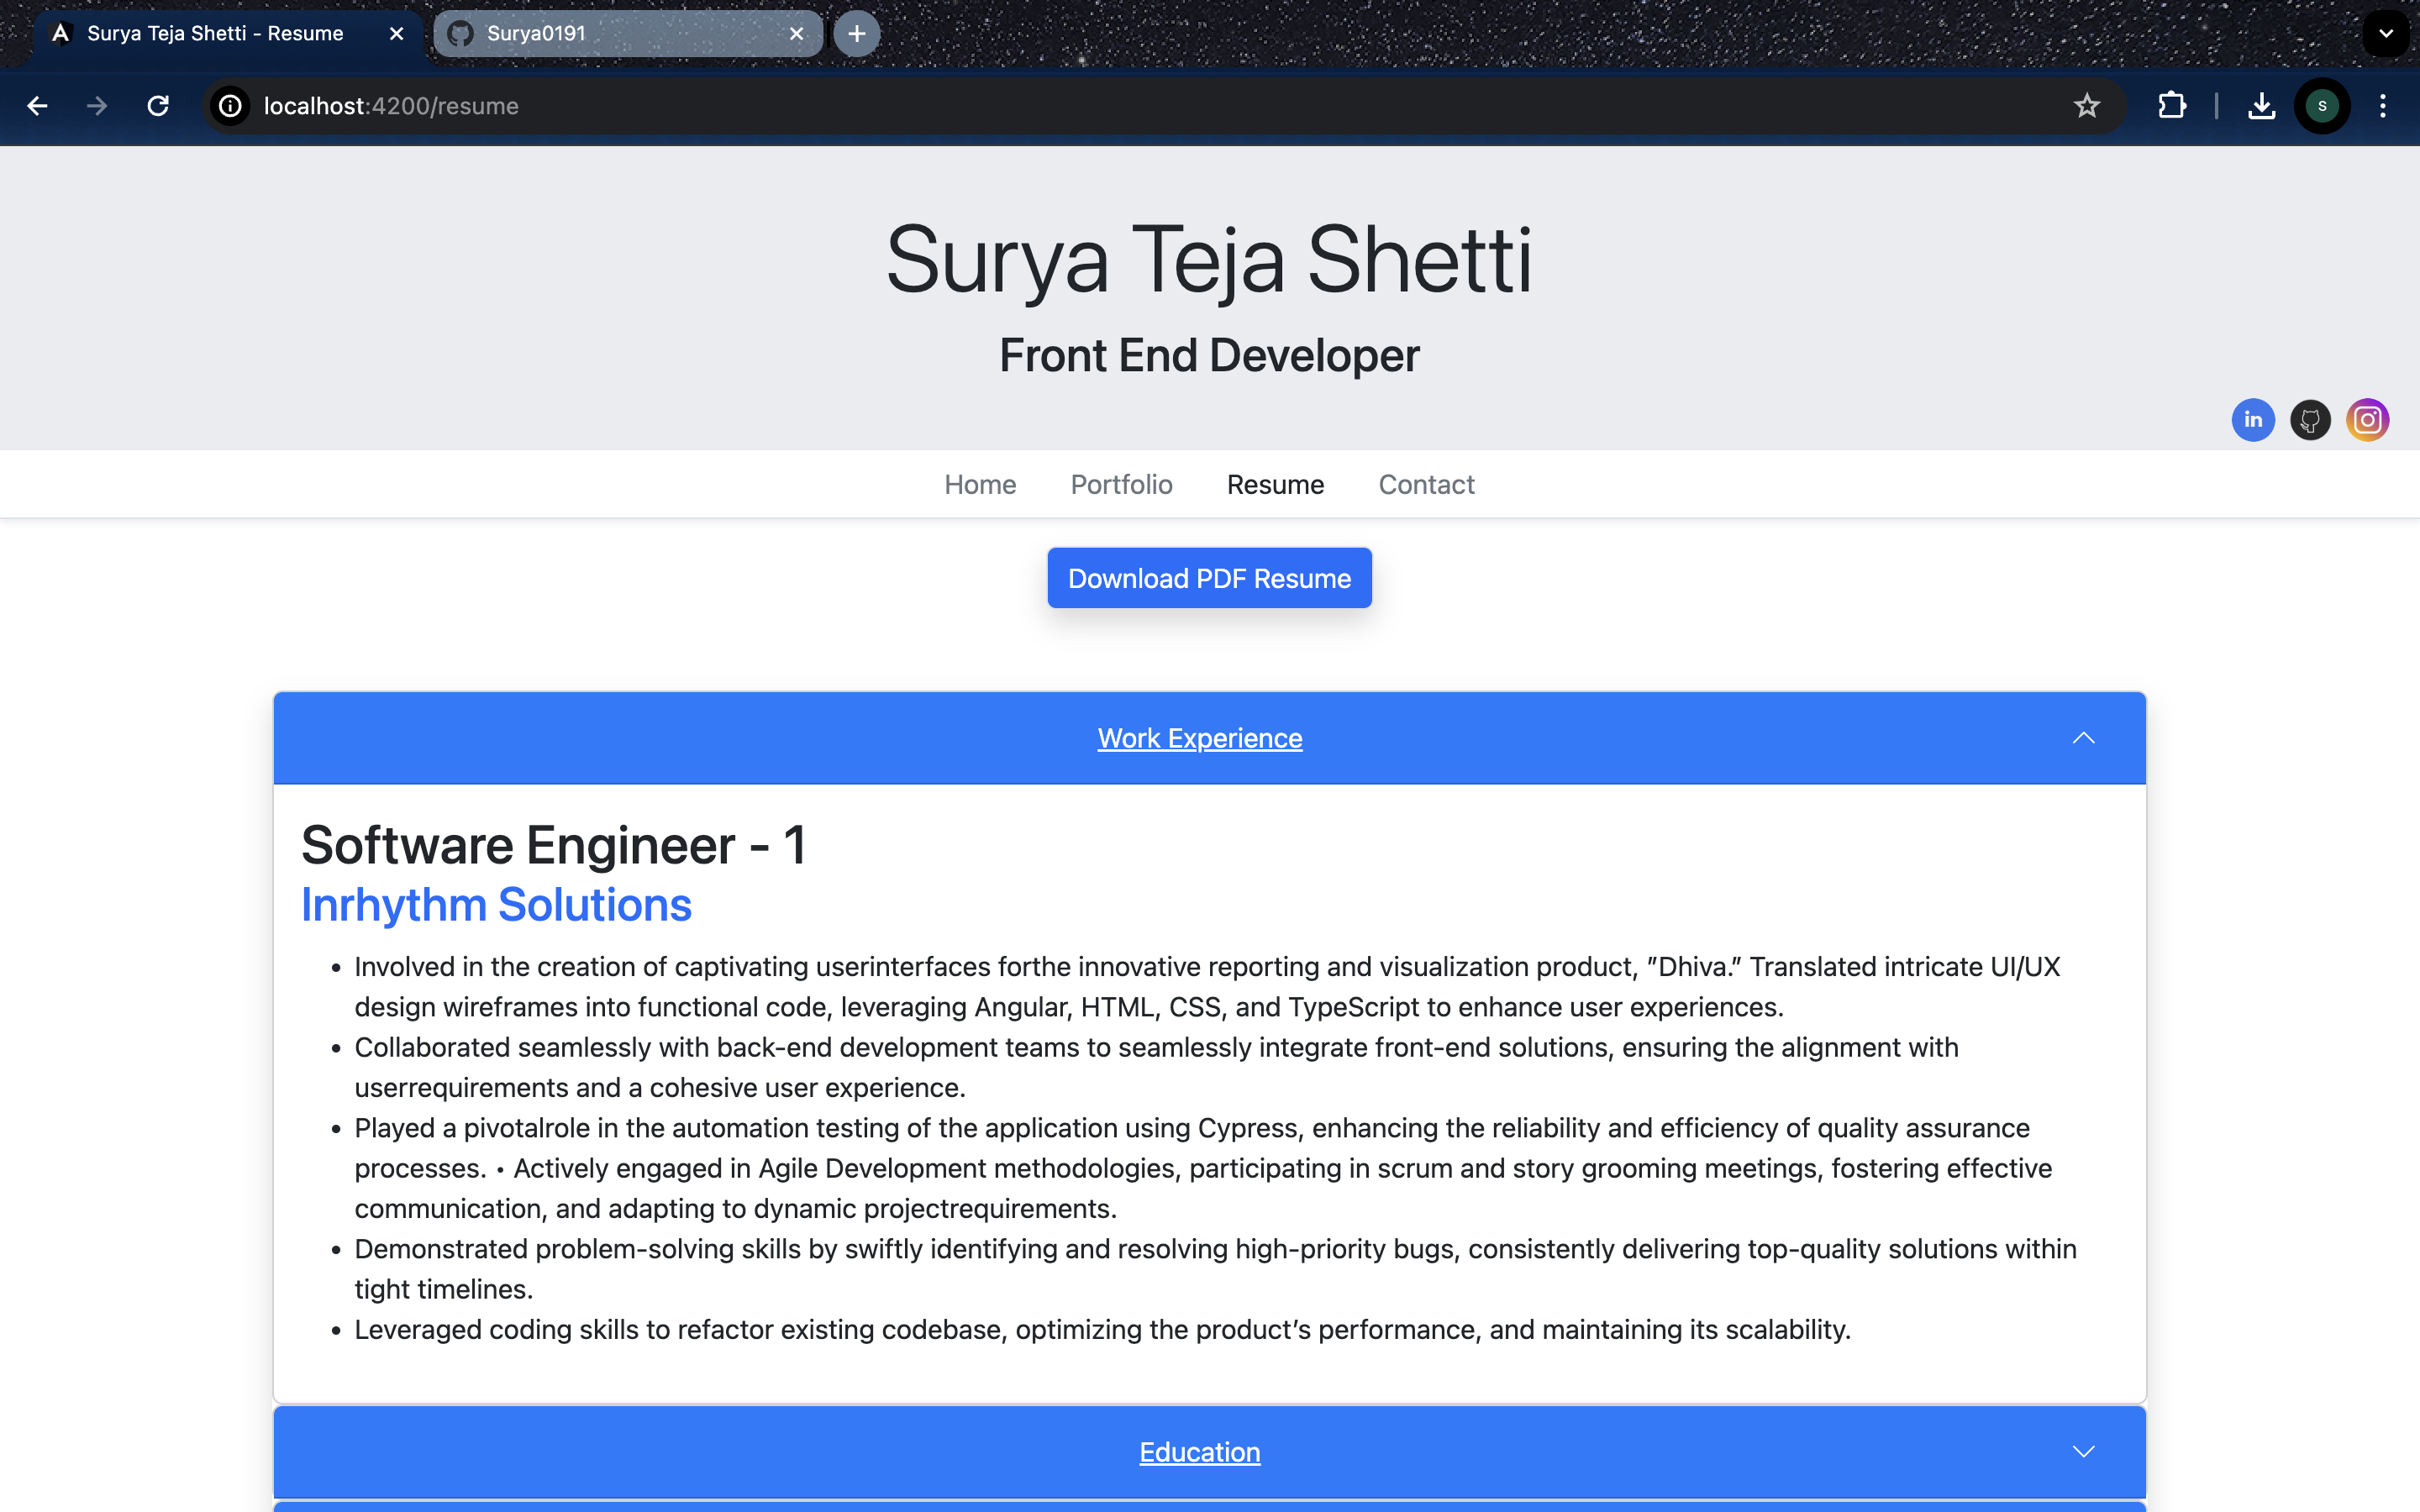 Surya Teja Shetti - Resume
Surya0191
localhost:4200/resume
S
Surya Teja Shetti
Front End Developer
in
Home Portfolio Resume Contact
Download PDF Resume
Work Experience
Software Engineer - 1
Inrhythm Solutions
• Involved in the creation of captivating userinterfaces forthe innovative reporting and visualization product, ”Dhiva.” Translated intricate UI/UX
design wireframes into functional code, leveraging Angular, HTML, CSS, and TypeScript to enhance user experiences.
• Collaborated seamlessly with back-end development teams to seamlessly integrate front-end solutions, ensuring the alignment with
userrequirements and a cohesive user experience.
• Played a pivotalrole in the automation testing of the application using Cypress, enhancing the reliability and efficiency of quality assurance
processes. • Actively engaged in Agile Development methodologies, participating in scrum and story grooming meetings, fostering effective
communication, and adapting to dynamic projectrequirements.
• Demonstrated problem-solving skills by swiftly identifying and resolving high-priority bugs, consistently delivering top-quality solutions within
tight timelines.
• Leveraged coding skills to refactor existing codebase, optimizing the product’s performance, and maintaining its scalability.
Education